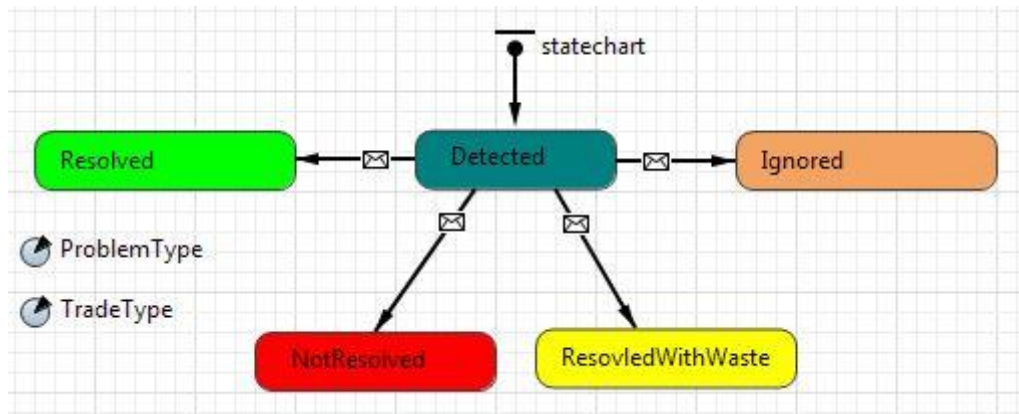 statechart
Resolved
Detected
Ignored
ProblemType
TradeType
NotResolved
ResovledWithWaste